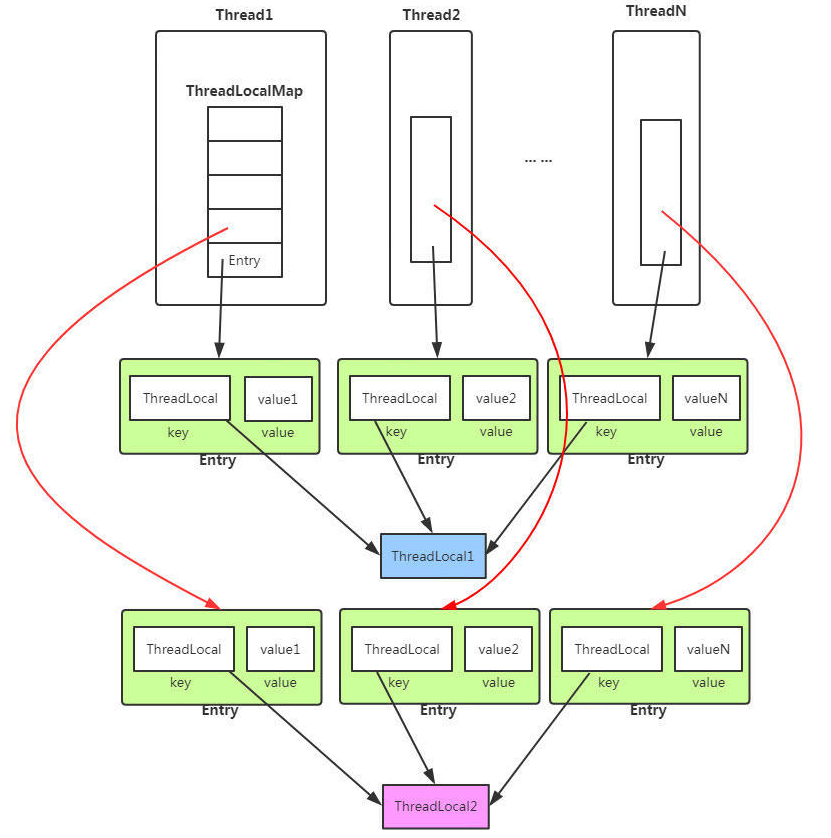 Thread1
Thread2
ThreadN
ThreadLocalMap
... ...
Entry
ThreadLocal
value1
key
value
Entry
ThreadLocal
value2
key
value
Entry
ThreadLocal
valueN
key
value
Entry
ThreadLocal1
ThreadLocal
value1
key
value
Entry
ThreadLocal
value2
key
value
Entry
ThreadLocal
valueN
key
value
Entry
ThreadLocal2